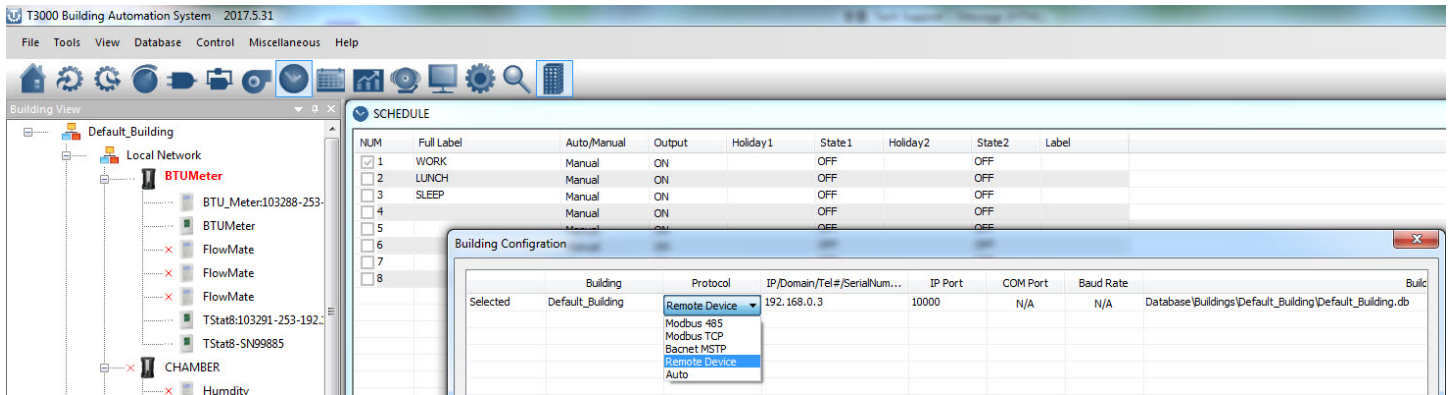 T3000 Building Automation System 2017.5.31
File Tools View Database Control Miscellaneous Help
Building View
Default_Building
Local Network
BTUMeter
BTU_Meter:103288-253-
BTUMeter
FlowMate
FlowMate
FlowMate
TStat8:103291-253-192.
TStat8-SN99885
CHAMBER
Humdity
SCHEDULE
NUM Full Label Auto/Manual Output Holiday1 State1 Holiday2 State2 Label
1 WORK Manual ON OFF OFF
2 LUNCH Manual ON OFF OFF
3 SLEEP Manual ON OFF OFF
4 Manual ON OFF OFF
5 Manual ON OFF OFF
6
7
8
Building Configration
Building Protocol IP/Domain/Tel#/SerialNum... IP Port COM Port Baud Rate Builc
Selected Default_Building Remote Device 192.168.0.3 10000 N/A N/A Database\Buildings\Default_Building\Default_Building.db
Modbus 485
Modbus TCP
Bacnet MSTP
Remote Device
Auto